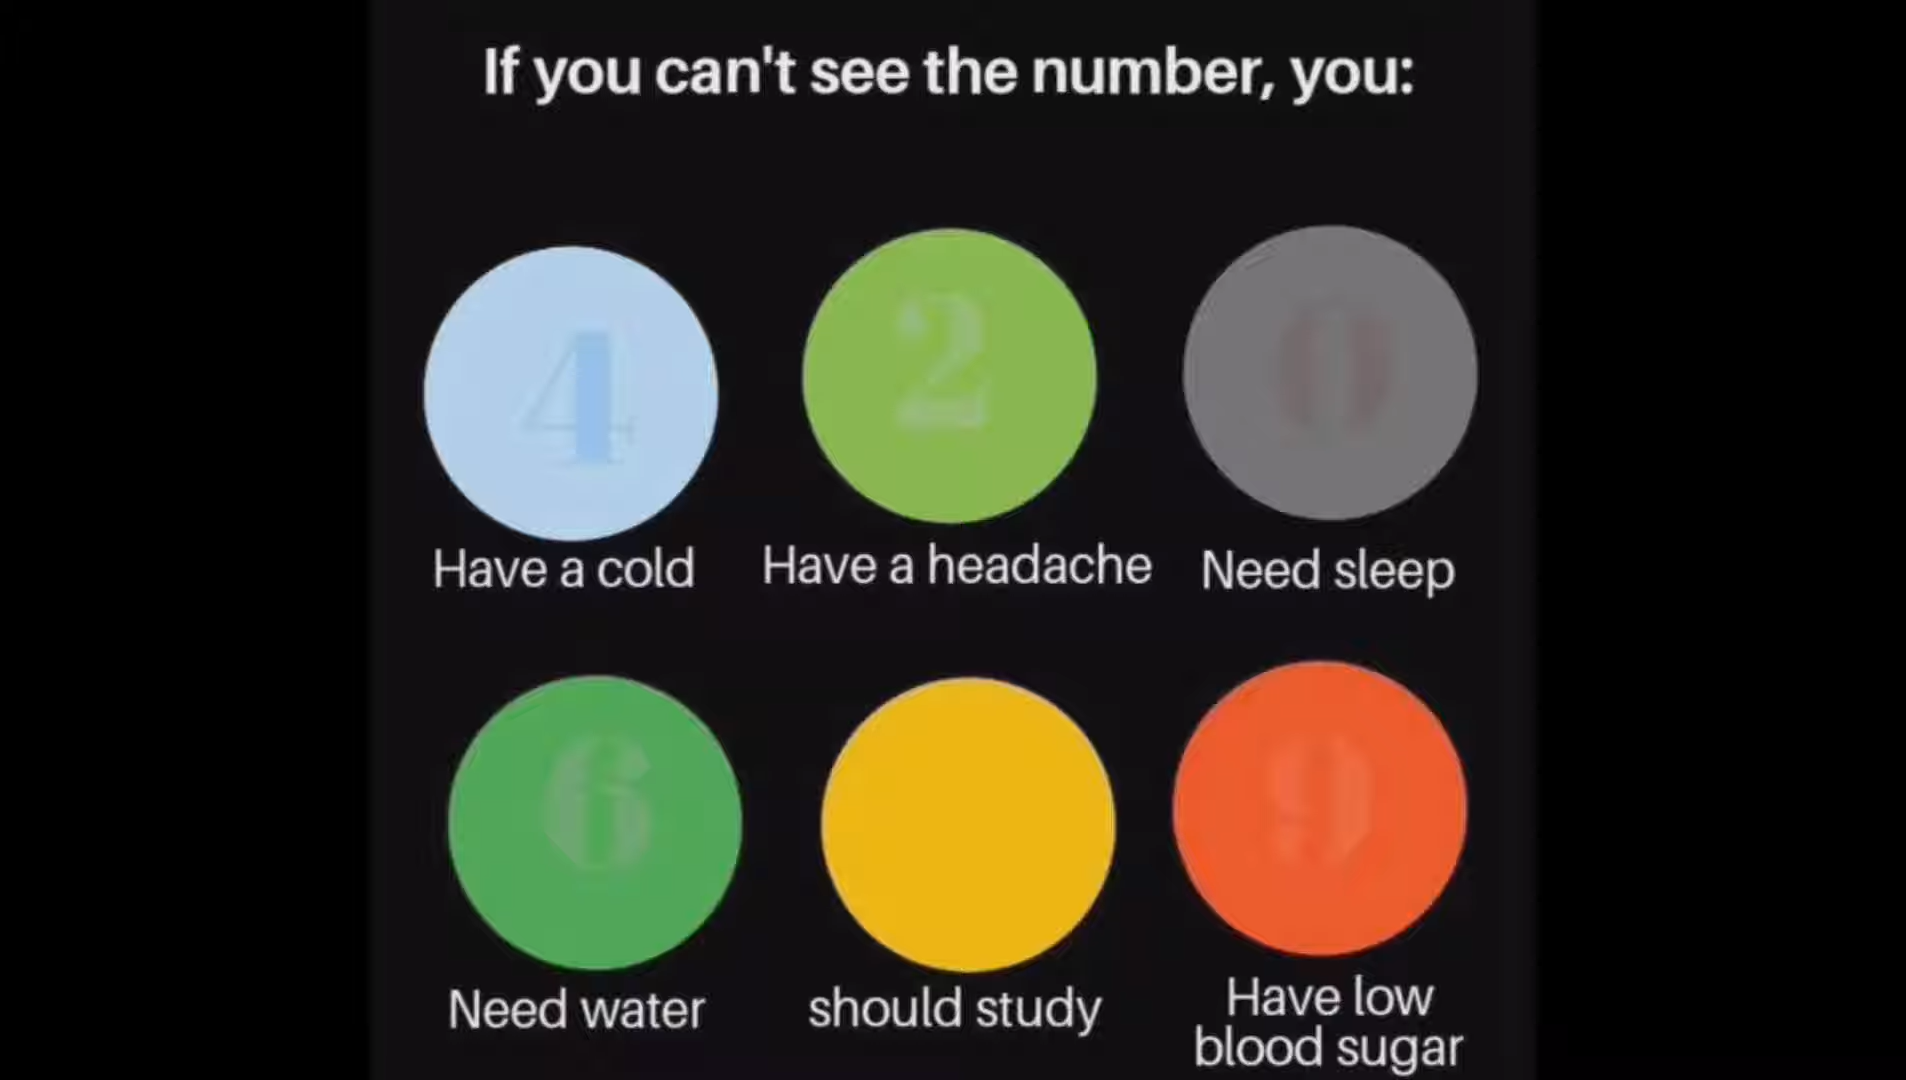 If you can't see the number, you:
4
2
0
Have a cold
Have a headache
Need sleep
6
9
Need water
should study
Have low
blood sugar